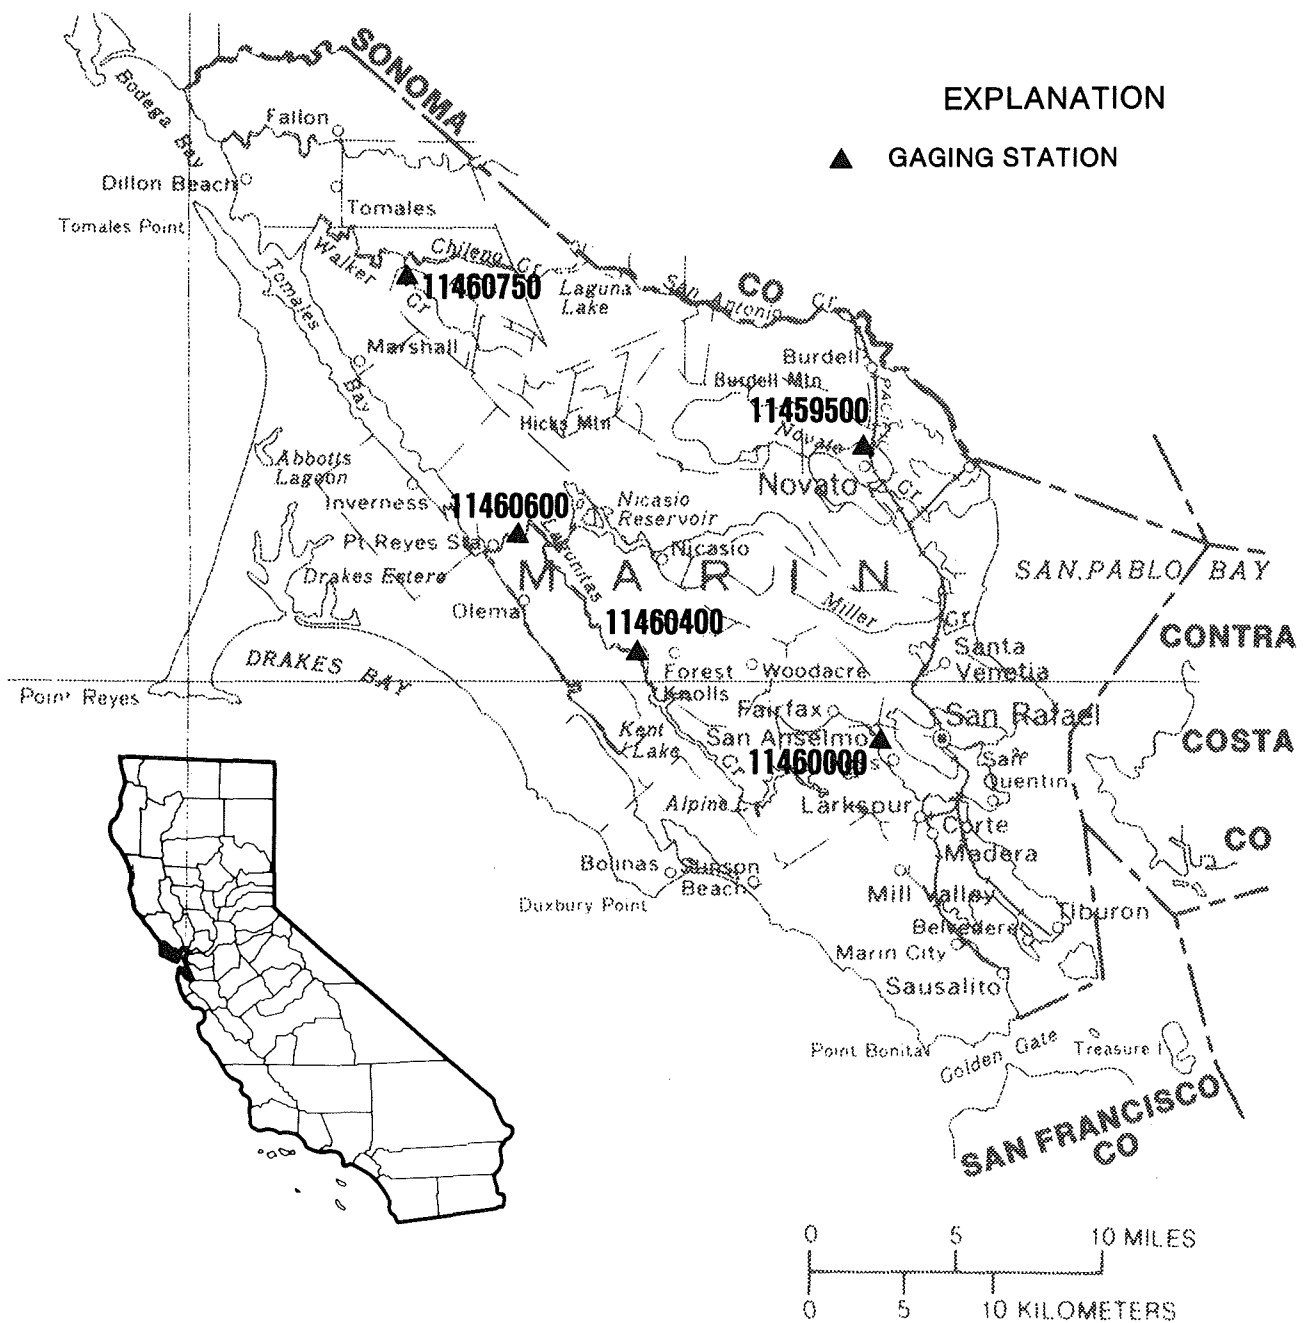 EXPLANATION
GAGING STATION
SONOMA
CO
Bodega Bay
Fallon
Dillon Beach
Tomales
Tomales Point
Walker
Cr
Chileno Cr
11460750
Laguna
Lake
San Antonio Cr
Tomales Bay
Marshall
Burdell
Burdell Mtn
11459500
Hicks Mtn
Novato
Cr
Novato
Abbotts
Lagoon
Inverness
11460600
Nicasio
Reservoir
Pt Reyes Sta
Nicasio
Drakes Estero
MARIN
SAN PABLO BAY
Olema
Miller
Cr
11460400
CONTRA
COSTA
CO
DRAKES BAY
Forest
Knolls
Woodacre
Santa
Venetia
Point Reyes
Fairfax
San Rafael
Kent
Lake
San Anselmo
11460000
San
Quentin
Cr
Alpine
Larkspur
Corte
Madera
Bolinas
Stinson
Beach
Mill Valley
Duxbury Point
Tiburon
Belvedere
Marin City
Sausalito
Point Bonita
Golden Gate
Treasure I
SAN FRANCISCO
CO
0 5 10 MILES
0 5 10 KILOMETERS